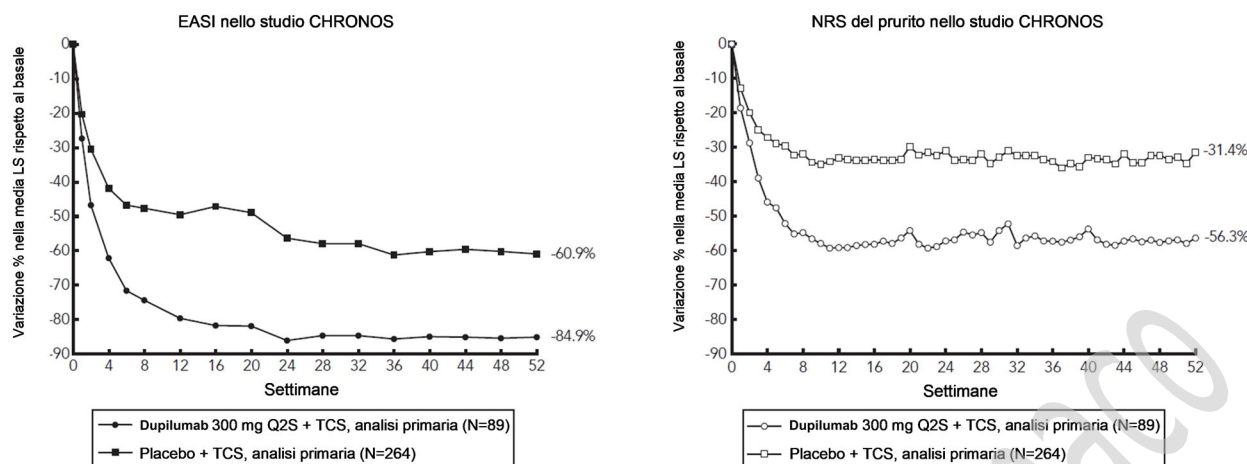 EASI nello studio CHRONOS
Variazione % nella media LS rispetto al basale
0
-10
-20
-30
-40
-50
-60
-70
-80
-90
-60.9%
-84.9%
0 4 8 12 16 20 24 28 32 36 40 44 48 52
Settimane
Dupilumab 300 mg Q2S + TCS, analisi primaria (N=89)
Placebo + TCS, analisi primaria (N=264)
NRS del prurito nello studio CHRONOS
Variazione % nella media LS rispetto al basale
0
-10
-20
-30
-40
-50
-60
-70
-80
-90
-31.4%
-56.3%
0 4 8 12 16 20 24 28 32 36 40 44 48 52
Settimane
Dupilumab 300 mg Q2S + TCS, analisi primaria (N=89)
Placebo + TCS, analisi primaria (N=264)